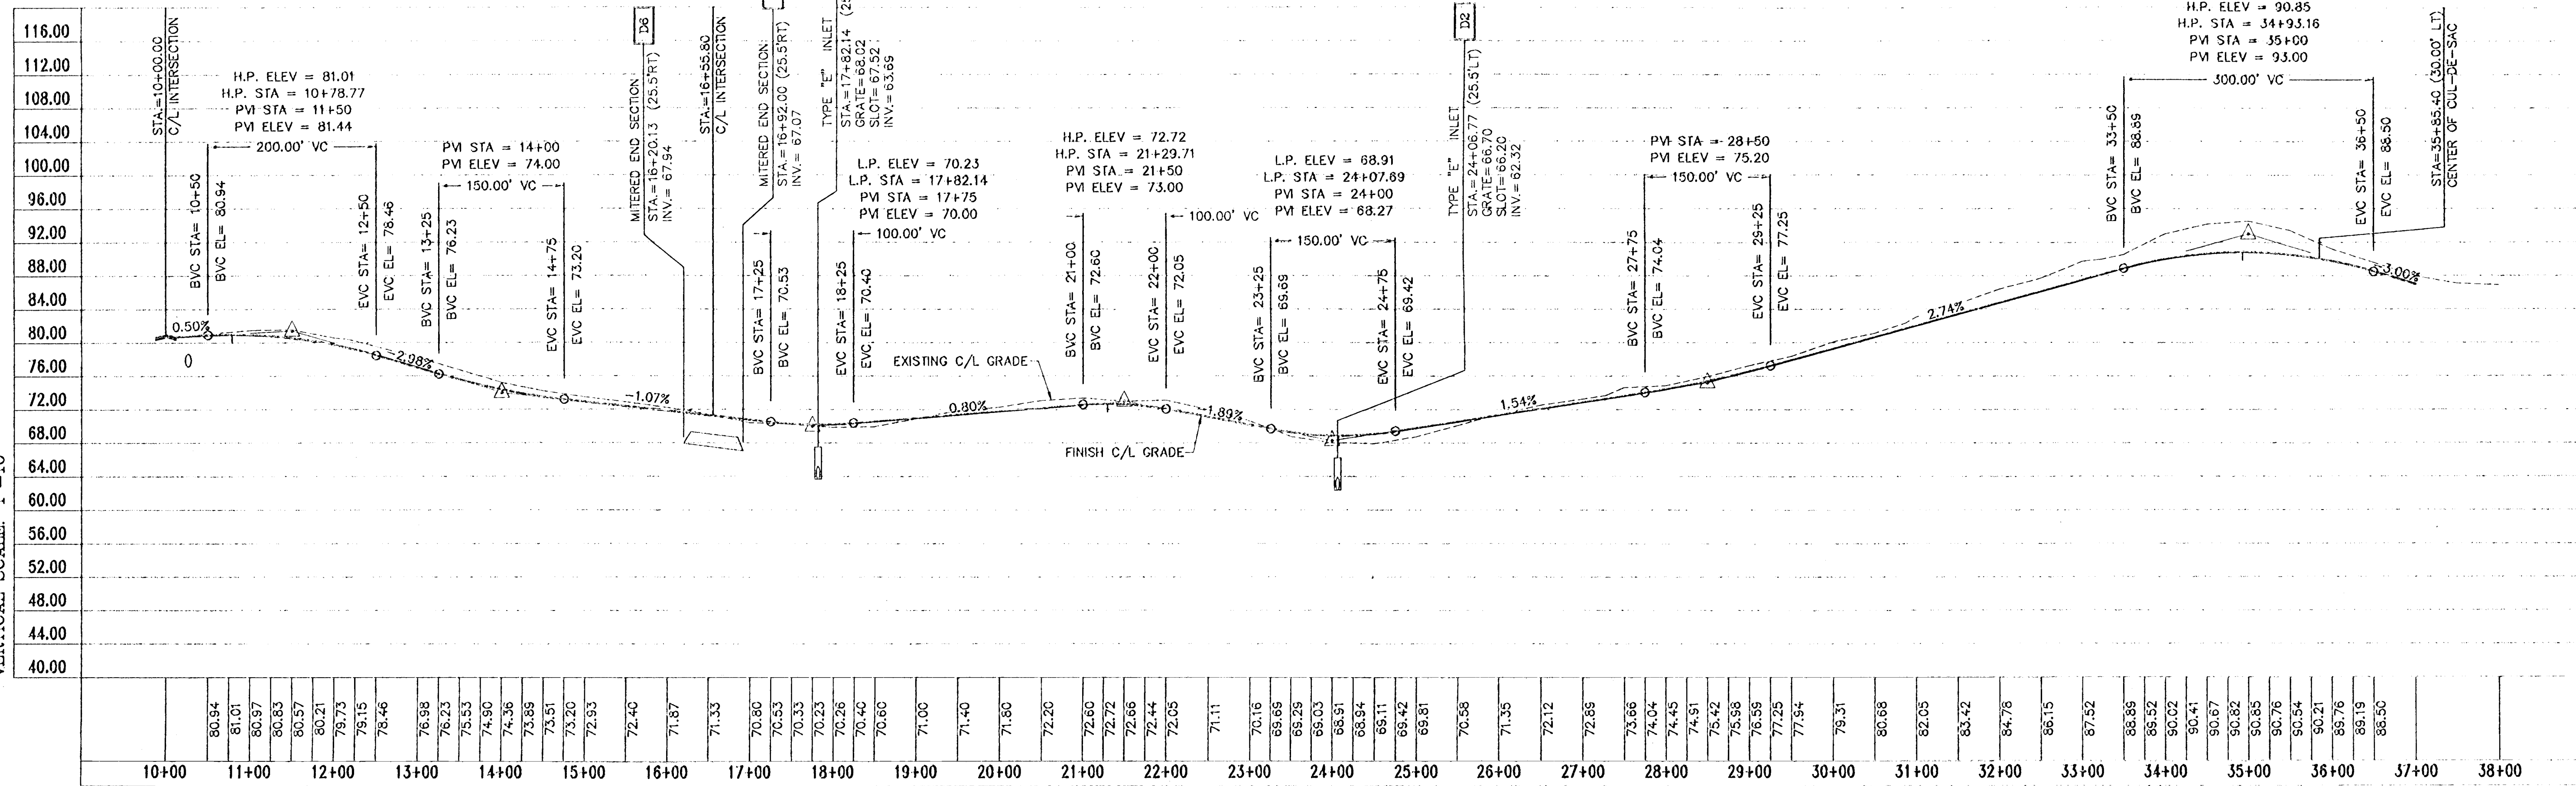 116.00
112.00
108.00
104.00
100.00
96.00
92.00
88.00
84.00
80.00
76.00
72.00
68.00
64.00
60.00
56.00
52.00
48.00
44.00
40.00
STA.=10+00.00
C/L INTERSECTION
H.P. ELEV = 81.01
H.P. STA = 10+78.77
PVI STA = 11+50
PVI ELEV = 81.44
200.00' VC
BVC STA= 10+50
BVC EL= 80.94
EVC STA= 12+50
EVC EL= 78.46
0.50%
0
-2.98%
PVI STA = 14+00
PVI ELEV = 74.00
150.00' VC
BVC STA= 13+25
BVC EL= 76.23
EVC STA= 14+75
EVC EL= 73.20
-1.07%
D6
MITERED END SECTION
STA.=16+20.13 (25.5'RT)
INV.= 67.94
STA.=16+55.80
C/L INTERSECTION
MITERED END SECTION
STA.=16+92.00 (25.5'RT)
INV.= 67.07
TYPE "E" INLET
STA.=17+82.14
GRATE=68.02
SLOT=67.52
INV.=63.69
L.P. ELEV = 70.23
L.P. STA = 17+82.14
PVI STA = 17+75
PVI ELEV = 70.00
100.00' VC
BVC STA= 17+25
BVC EL= 70.53
EVC STA= 18+25
EVC EL= 70.40
EXISTING C/L GRADE
0.80%
H.P. ELEV = 72.72
H.P. STA = 21+29.71
PVI STA = 21+50
PVI ELEV = 73.00
100.00' VC
BVC STA= 21+00
BVC EL= 72.60
EVC STA= 22+00
EVC EL= 72.05
-1.89%
FINISH C/L GRADE
L.P. ELEV = 68.91
L.P. STA = 24+07.69
PVI STA = 24+00
PVI ELEV = 68.27
150.00' VC
BVC STA= 23+25
BVC EL= 69.69
EVC STA= 24+75
EVC EL= 69.42
D2
TYPE "E" INLET
STA.=24+06.77 (25.5'LT)
GRATE=66.70
SLOT=66.20
INV.=62.32
1.54%
PVI STA = 28+50
PVI ELEV = 75.20
150.00' VC
BVC STA= 27+75
BVC EL= 74.04
EVC STA= 29+25
EVC EL= 77.25
2.74%
H.P. ELEV = 90.85
H.P. STA = 34+93.16
PVI STA = 35+00
PVI ELEV = 93.00
300.00' VC
BVC STA= 33+50
BVC EL= 88.89
EVC STA= 36+50
EVC EL= 88.50
STA=35+85.40 (30.00' LT)
CENTER OF CUL-DE-SAC
-3.00%
80.94
81.01
80.97
80.83
80.57
80.21
79.73
79.15
78.46
76.98
76.23
75.53
74.90
74.36
73.89
73.51
73.20
72.93
72.40
71.87
71.33
70.80
70.53
70.33
70.23
70.26
70.40
70.60
71.00
71.40
71.80
72.20
72.60
72.72
72.66
72.44
72.05
71.11
70.16
69.69
69.29
69.03
68.91
68.94
69.11
69.42
69.81
70.58
71.35
72.12
72.89
73.66
74.04
74.45
74.91
75.42
75.98
76.59
77.25
77.94
79.31
80.68
82.05
83.42
84.78
86.15
87.52
88.89
89.52
90.02
90.41
90.67
90.82
90.85
90.76
90.54
90.21
89.76
89.19
88.50
10+00
11+00
12+00
13+00
14+00
15+00
16+00
17+00
18+00
19+00
20+00
21+00
22+00
23+00
24+00
25+00
26+00
27+00
28+00
29+00
30+00
31+00
32+00
33+00
34+00
35+00
36+00
37+00
38+00